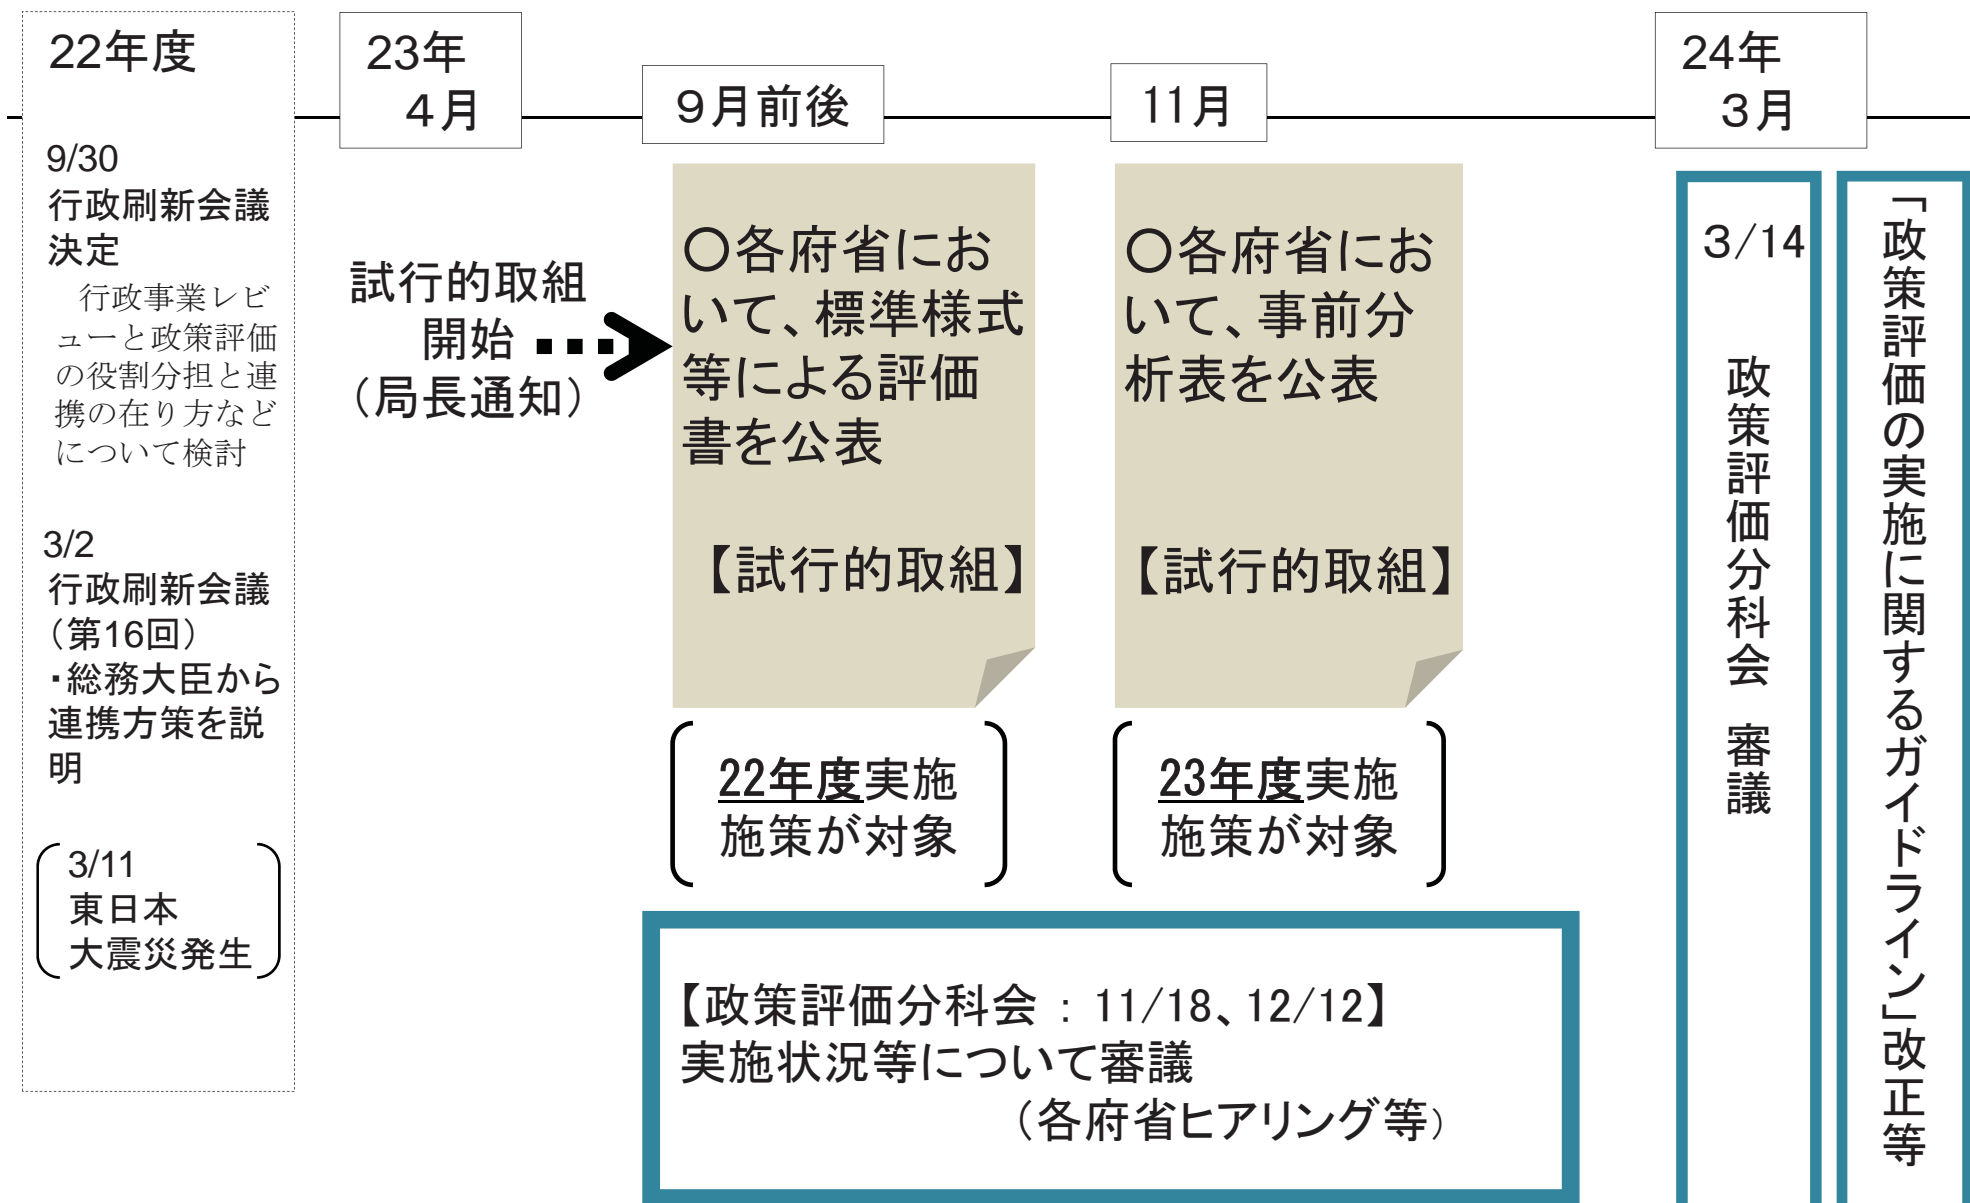 22年度
9/30
行政刷新会議
決定
行政事業レビ
ューと政策評価
の役割分担と連
携の在り方など
について検討
3/2
行政刷新会議
（第16回）
・総務大臣から
連携方策を説
明
3/11
東日本
大震災発生
23年
４月
試行的取組
開始
（局長通知）
９月前後
〇各府省にお
いて、標準様式
等による評価
書を公表
【試行的取組】
22年度実施
施策が対象
11月
〇各府省にお
いて、事前分
析表を公表
【試行的取組】
23年度実施
施策が対象
【政策評価分科会：11/18、12/12】
実施状況等について審議
（各府省ヒアリング等）
24年
３月
３/14
政策評価分科会　審議
「政策評価の実施に関するガイドライン」改正等